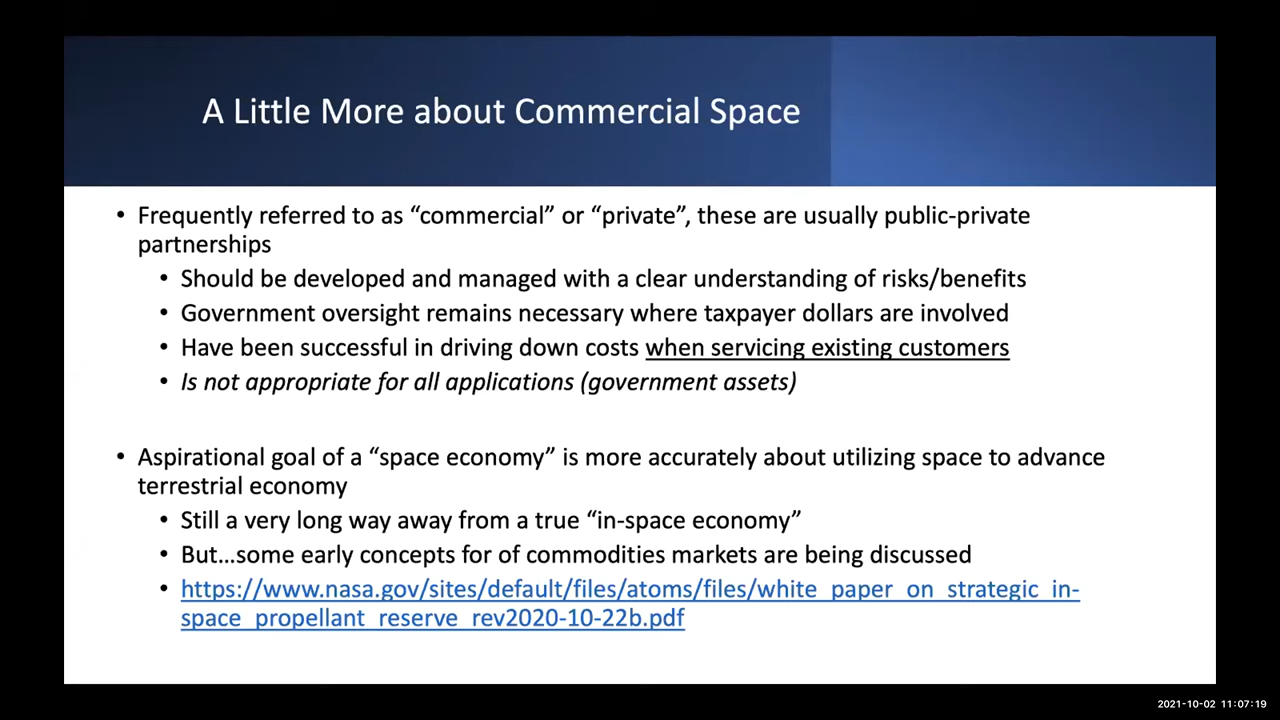 A Little More about Commercial Space
• Frequently referred to as “commercial” or “private”, these are usually public-private
partnerships
• Should be developed and managed with a clear understanding of risks/benefits
• Government oversight remains necessary where taxpayer dollars are involved
• Have been successful in driving down costs when servicing existing customers
• Is not appropriate for all applications (government assets)
• Aspirational goal of a “space economy” is more accurately about utilizing space to advance
terrestrial economy
• Still a very long way away from a true “in-space economy”
• But...some early concepts for of commodities markets are being discussed
• https://www.nasa.gov/sites/default/files/atoms/files/white_paper_on_strategic_in-
space_propellant_reserve_rev2020-10-22b.pdf
2021-10-02 11:07:19